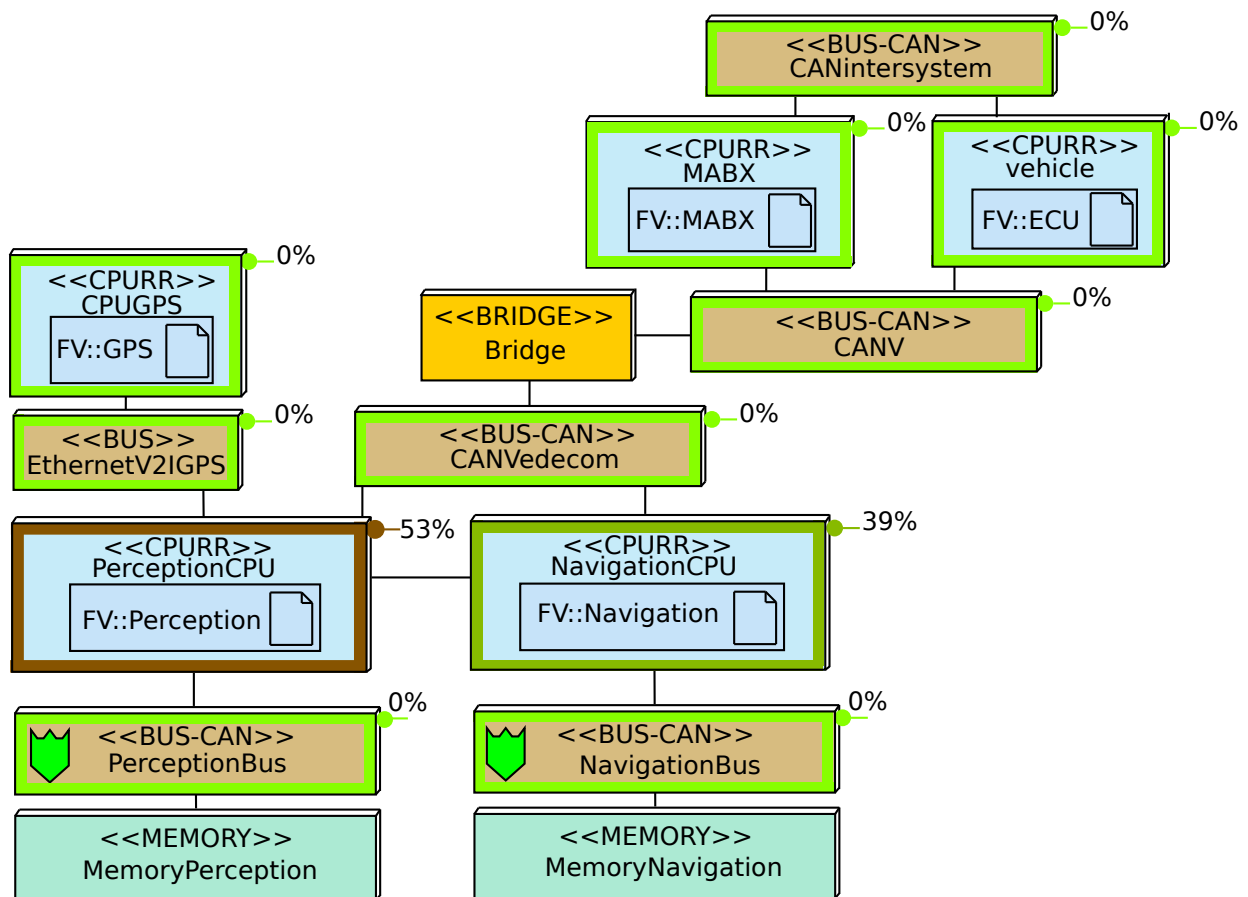 0%
<<BUS-CAN>>
CANintersystem
0%
<<CPURR>>
MABX
FV::MABX
0%
<<CPURR>>
vehicle
FV::ECU
0%
<<CPURR>>
CPUGPS
FV::GPS
<<BRIDGE>>
Bridge
0%
<<BUS-CAN>>
CANV
0%
<<BUS>>
EthernetV2IGPS
0%
<<BUS-CAN>>
CANVedecom
53%
<<CPURR>>
PerceptionCPU
FV::Perception
39%
<<CPURR>>
NavigationCPU
FV::Navigation
0%
<<BUS-CAN>>
PerceptionBus
0%
<<BUS-CAN>>
NavigationBus
<<MEMORY>>
MemoryPerception
<<MEMORY>>
MemoryNavigation